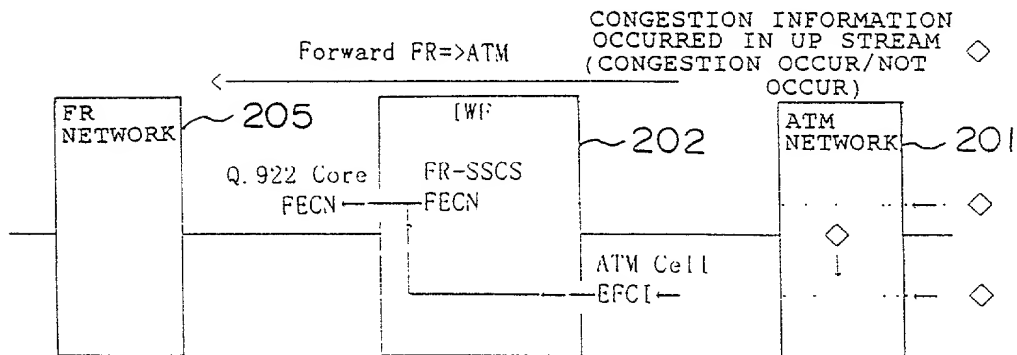 CONGESTION INFORMATION
OCCURRED IN UP STREAM
(CONGESTION OCCUR/NOT
OCCUR)
Forward FR=>ATM
FR
NETWORK
205
IWF
202
ATM
NETWORK
201
Q.922 Core
FR-SSCS
FECN
FECN
ATM Cell
EFCI